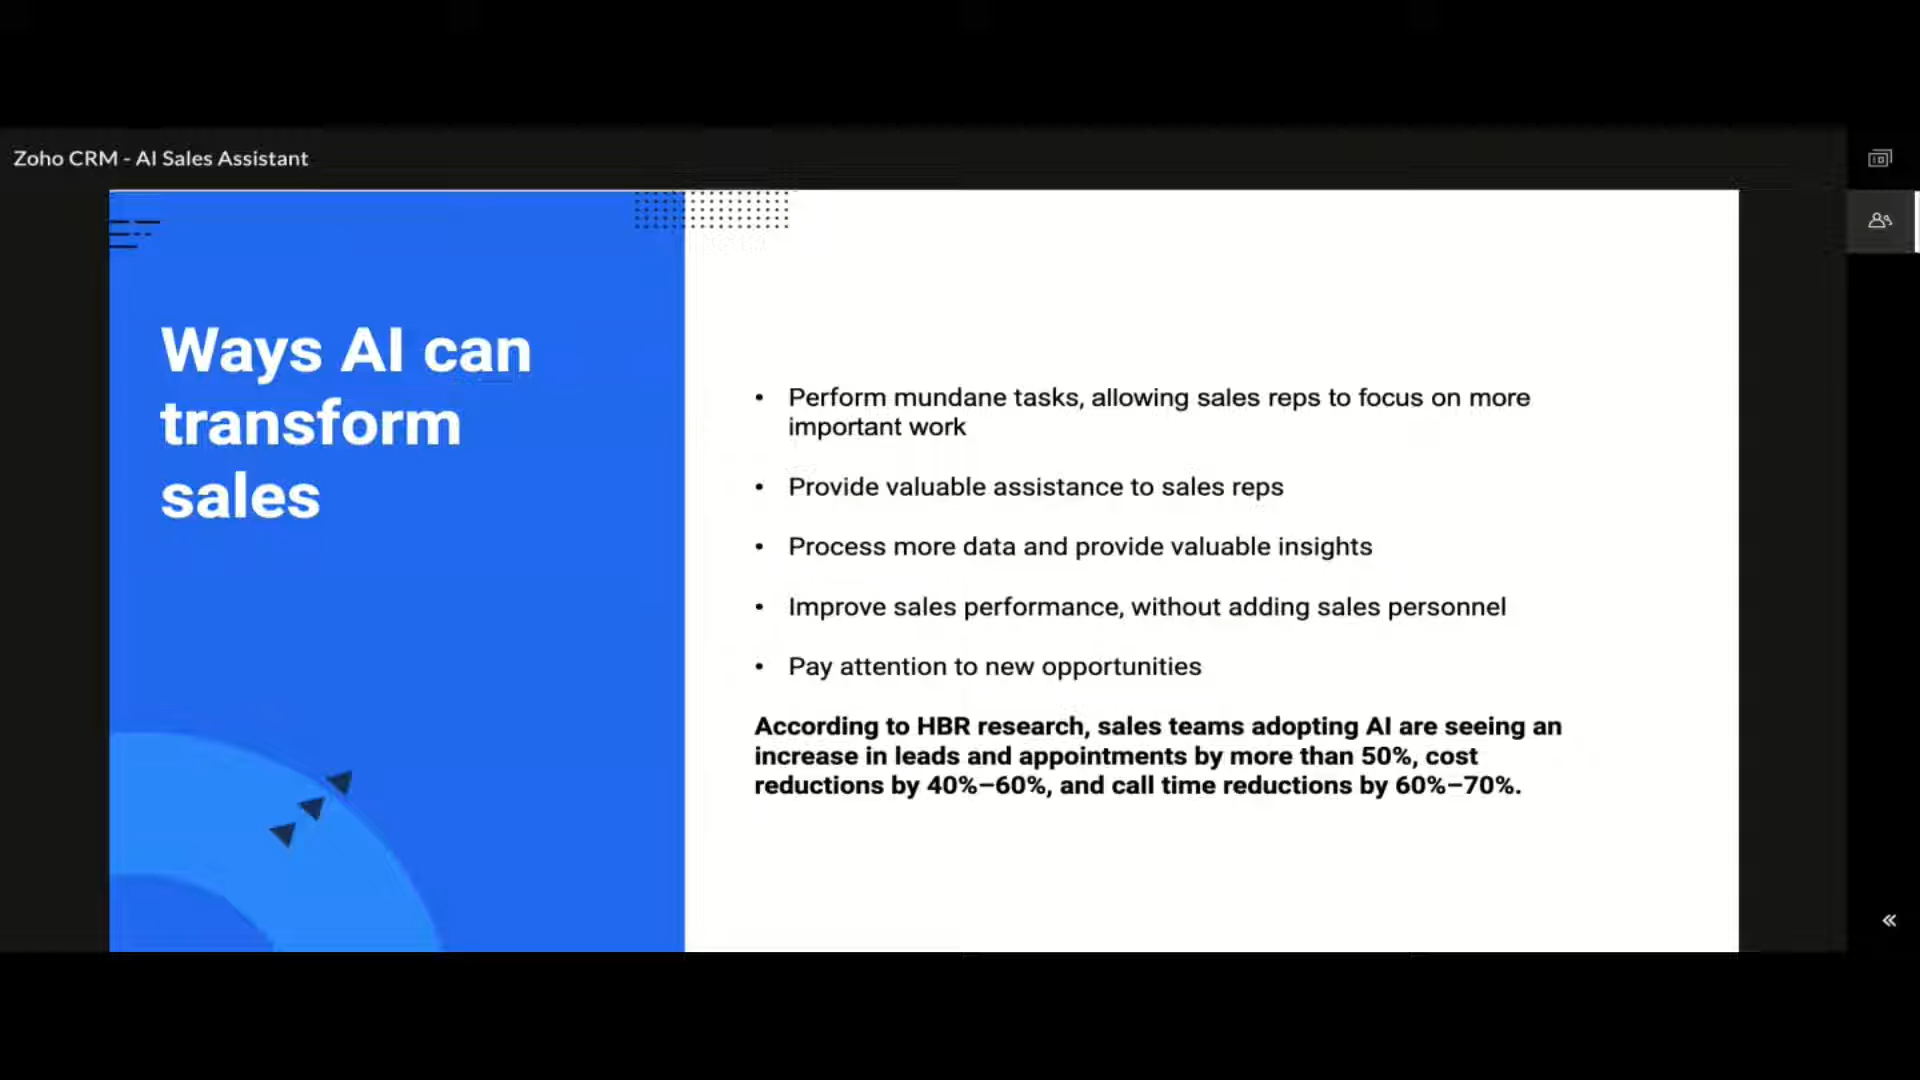 Zoho CRM - AI Sales Assistant
Ways AI can
transform
sales
• Perform mundane tasks, allowing sales reps to focus on more
important work
• Provide valuable assistance to sales reps
• Process more data and provide valuable insights
• Improve sales performance, without adding sales personnel
• Pay attention to new opportunities
According to HBR research, sales teams adopting AI are seeing an
increase in leads and appointments by more than 50%, cost
reductions by 40%–60%, and call time reductions by 60%–70%.